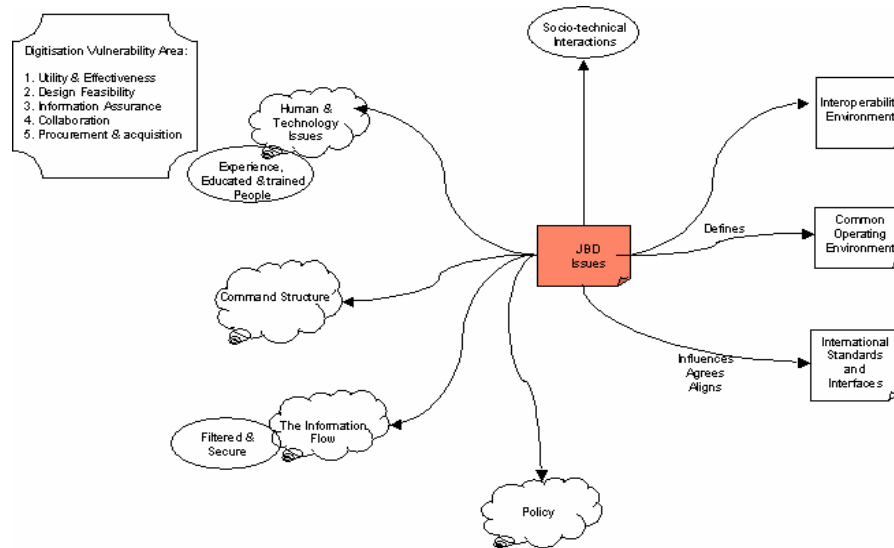 Digitisation Vulnerability Area:
1. Utility & Effectiveness
2. Design Feasibility
3. Information Assurance
4. Collaboration
5. Procurement & acquisition
Socio-technical
Interactions
Human &
Technology
Issues
Experience,
Educated & trained
People
Interoperability
Environment
Defines
Common
Operating
Environment
JBD
Issues
Command Structure
International
Standards
and
Interfaces
Influences
Agrees
Aligns
The Information
Flow
Filtered &
Secure
Policy